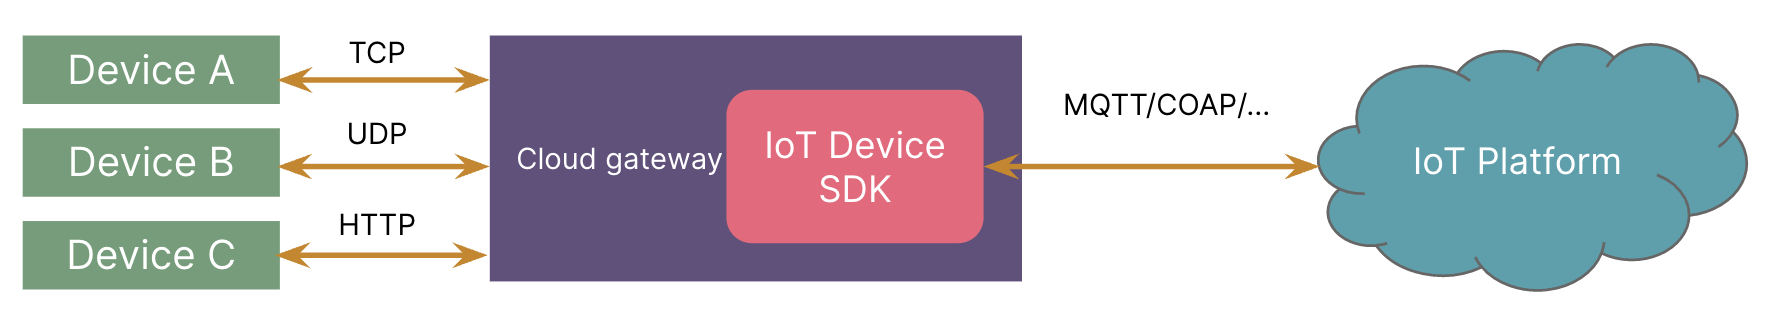 Device A
TCP
Device B
UDP
Device C
HTTP
Cloud gateway
IoT Device
SDK
MQTT/COAP/...
IoT Platform